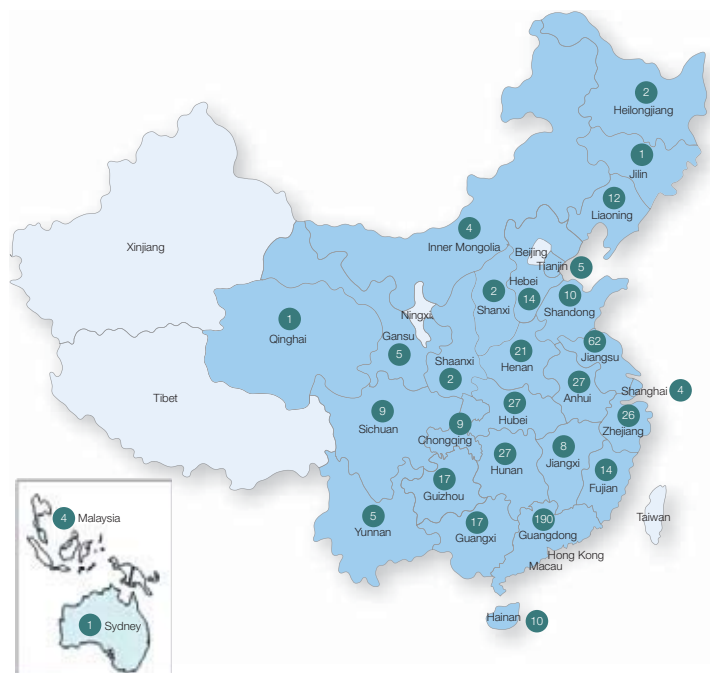 2
Heilongjiang
1
Jilin
12
Liaoning
4
Inner Mongolia
Beijing
Tianjin 5
Hebei
14
2
Shanxi
10
Shandong
1
Qinghai
Xinjiang
Ningxia
Gansu
5
Shaanxi
2
21
Henan
62
Jiangsu
27
Anhui
Shanghai 4
Tibet
9
Sichuan
9
Chongqing
27
Hubei
26
Zhejiang
27
Hunan
8
Jiangxi
14
Fujian
17
Guizhou
5
Yunnan
17
Guangxi
190
Guangdong
Taiwan
Hong Kong
Macau
Hainan 10
4 Malaysia
1 Sydney